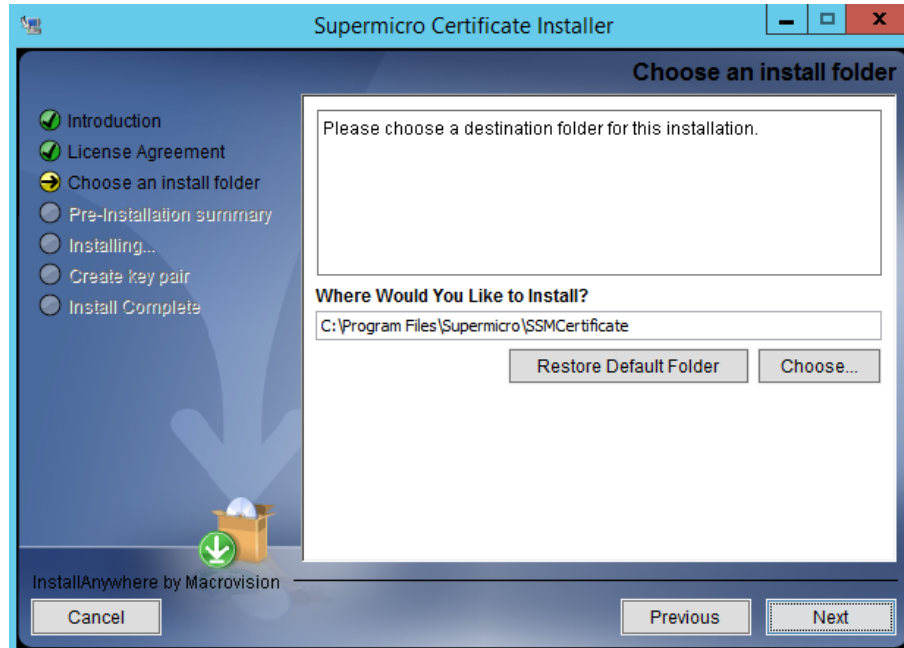 Supermicro Certificate Installer
Choose an install folder
Introduction
License Agreement
Choose an install folder
Pre-Installation summary
Installing...
Create key pair
Install Complete
Please choose a destination folder for this installation.
Where Would You Like to Install?
C:\Program Files\Supermicro\SSMCertificate
Restore Default Folder Choose...
InstallAnywhere by Macrovision
Cancel Previous Next